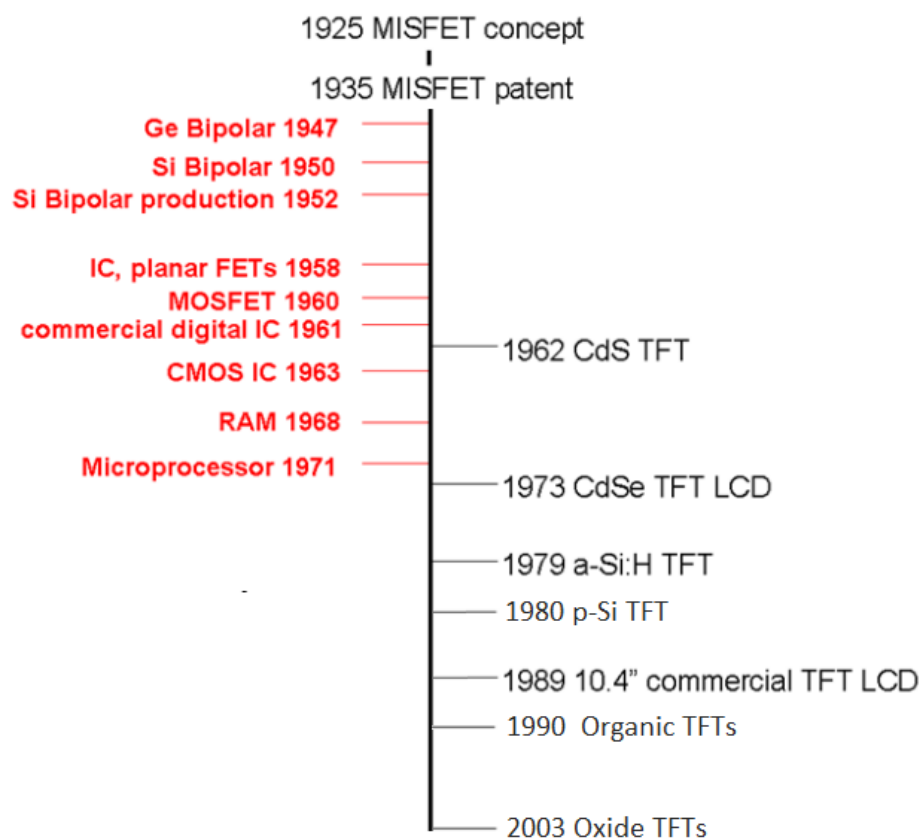 1925 MISFET concept
1935 MISFET patent
Ge Bipolar 1947
Si Bipolar 1950
Si Bipolar production 1952
IC, planar FETs 1958
MOSFET 1960
commercial digital IC 1961
1962 CdS TFT
CMOS IC 1963
RAM 1968
Microprocessor 1971
1973 CdSe TFT LCD
1979 a-Si:H TFT
1980 p-Si TFT
1989 10.4” commercial TFT LCD
1990 Organic TFTs
2003 Oxide TFTs